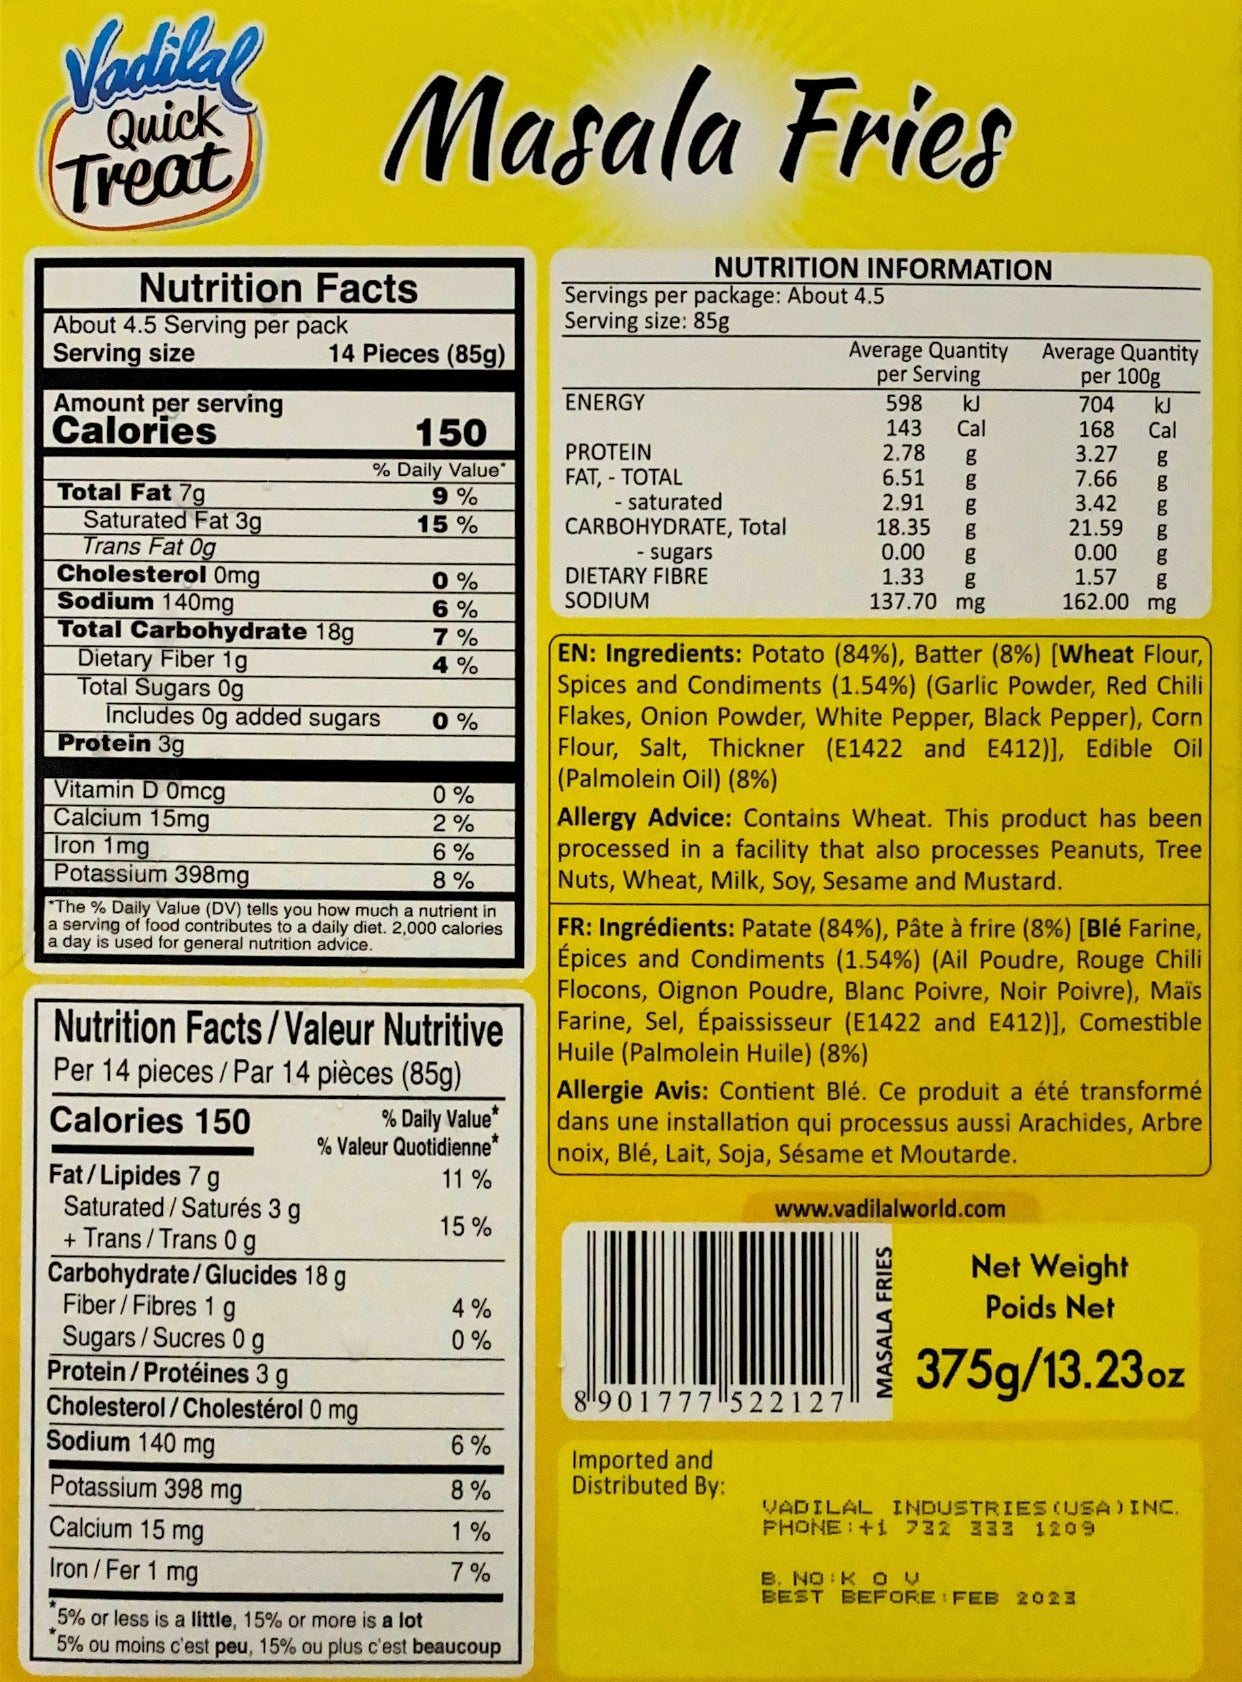 Vadilal
Quick
Treat
Masala Fries
Nutrition Facts
About 4.5 Serving per pack
Serving size 14 Pieces (85g)
Amount per serving
Calories 150
% Daily Value*
Total Fat 7g 9 %
Saturated Fat 3g 15 %
Trans Fat 0g
Cholesterol 0mg 0 %
Sodium 140mg 6 %
Total Carbohydrate 18g 7 %
Dietary Fiber 1g 4 %
Total Sugars 0g
Includes 0g added sugars 0 %
Protein 3g
Vitamin D 0mcg 0 %
Calcium 15mg 2 %
Iron 1mg 6 %
Potassium 398mg 8 %
*The % Daily Value (DV) tells you how much a nutrient in
a serving of food contributes to a daily diet. 2,000 calories
a day is used for general nutrition advice.
Nutrition Facts / Valeur Nutritive
Per 14 pieces / Par 14 pièces (85g)
Calories 150 % Daily Value*
% Valeur Quotidienne*
Fat / Lipides 7 g 11 %
Saturated / Saturés 3 g
+ Trans / Trans 0 g 15 %
Carbohydrate / Glucides 18 g
Fiber / Fibres 1 g 4 %
Sugars / Sucres 0 g 0 %
Protein / Protéines 3 g
Cholesterol / Cholestérol 0 mg
Sodium 140 mg 6 %
Potassium 398 mg 8 %
Calcium 15 mg 1 %
Iron / Fer 1 mg 7 %
*5% or less is a little, 15% or more is a lot
*5% ou moins c'est peu, 15% ou plus c'est beaucoup
NUTRITION INFORMATION
Servings per package: About 4.5
Serving size: 85g
Average Quantity Average Quantity
per Serving per 100g
ENERGY 598 kJ 704 kJ
143 Cal 168 Cal
PROTEIN 2.78 g 3.27 g
FAT, - TOTAL 6.51 g 7.66 g
- saturated 2.91 g 3.42 g
CARBOHYDRATE, Total 18.35 g 21.59 g
- sugars 0.00 g 0.00 g
DIETARY FIBRE 1.33 g 1.57 g
SODIUM 137.70 mg 162.00 mg
EN: Ingredients: Potato (84%), Batter (8%) [Wheat Flour,
Spices and Condiments (1.54%) (Garlic Powder, Red Chili
Flakes, Onion Powder, White Pepper, Black Pepper), Corn
Flour, Salt, Thickner (E1422 and E412)], Edible Oil
(Palmolein Oil) (8%)
Allergy Advice: Contains Wheat. This product has been
processed in a facility that also processes Peanuts, Tree
Nuts, Wheat, Milk, Soy, Sesame and Mustard.
FR: Ingrédients: Patate (84%), Pâte à frire (8%) [Blé Farine,
Épices and Condiments (1.54%) (Ail Poudre, Rouge Chili
Flocons, Oignon Poudre, Blanc Poivre, Noir Poivre), Maïs
Farine, Sel, Épaississeur (E1422 and E412)], Comestible
Huile (Palmolein Huile) (8%)
Allergie Avis: Contient Blé. Ce produit a été transformé
dans une installation qui processus aussi Arachides, Arbre
noix, Blé, Lait, Soja, Sésame et Moutarde.
www.vadilalworld.com
8 901777 522127
MASALA FRIES
Net Weight
Poids Net
375g/13.23oz
Imported and
Distributed By:
VADILAL INDUSTRIES(USA)INC.
PHONE:+1 732 333 1209
B. NO:K O V
BEST BEFORE:FEB 2023